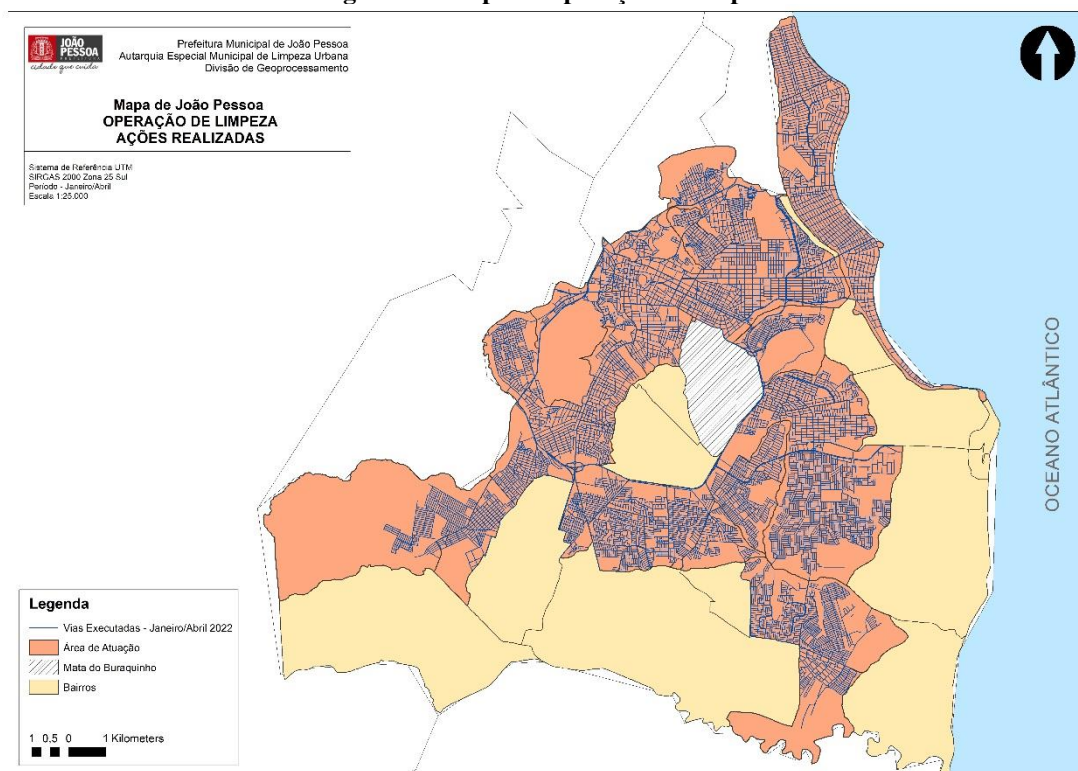 JOÃO
PESSOA
PREFEITURA
cidade que cuida
Prefeitura Municipal de João Pessoa
Autarquia Especial Municipal de Limpeza Urbana
Divisão de Geoprocessamento
Mapa de João Pessoa
OPERAÇÃO DE LIMPEZA
AÇÕES REALIZADAS
Sistema de Referência UTM
SIRGAS 2000 Zona 25 Sul
Período - Janeiro/Abril
Escala 1:25.000
OCEANO ATLÂNTICO
Legenda
Vias Executadas - Janeiro/Abril 2022
Área de Atuação
Mata do Buraquinho
Bairros
1 0,5 0 1 Kilometers